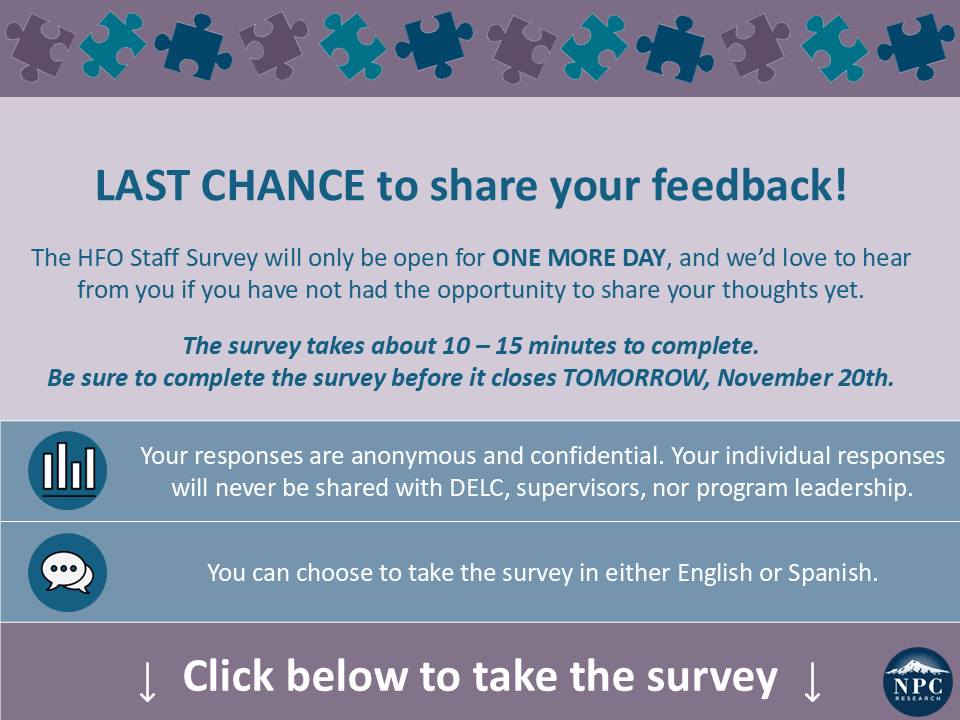 LAST CHANCE to share your feedback!
The HFO Staff Survey will only be open for ONE MORE DAY, and we’d love to hear
from you if you have not had the opportunity to share your thoughts yet.
The survey takes about 10 – 15 minutes to complete.
Be sure to complete the survey before it closes TOMORROW, November 20th.
Your responses are anonymous and confidential. Your individual responses
will never be shared with DELC, supervisors, nor program leadership.
You can choose to take the survey in either English or Spanish.
↓ Click below to take the survey ↓
NPC
RESEARCH